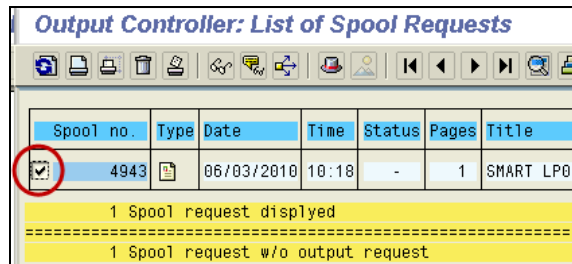 Output Controller: List of Spool Requests
Spool no. Type Date Time Status Pages Title
4943 06/03/2010 10:18 - 1 SMART LP0
1 Spool request displyed
1 Spool request w/o output request